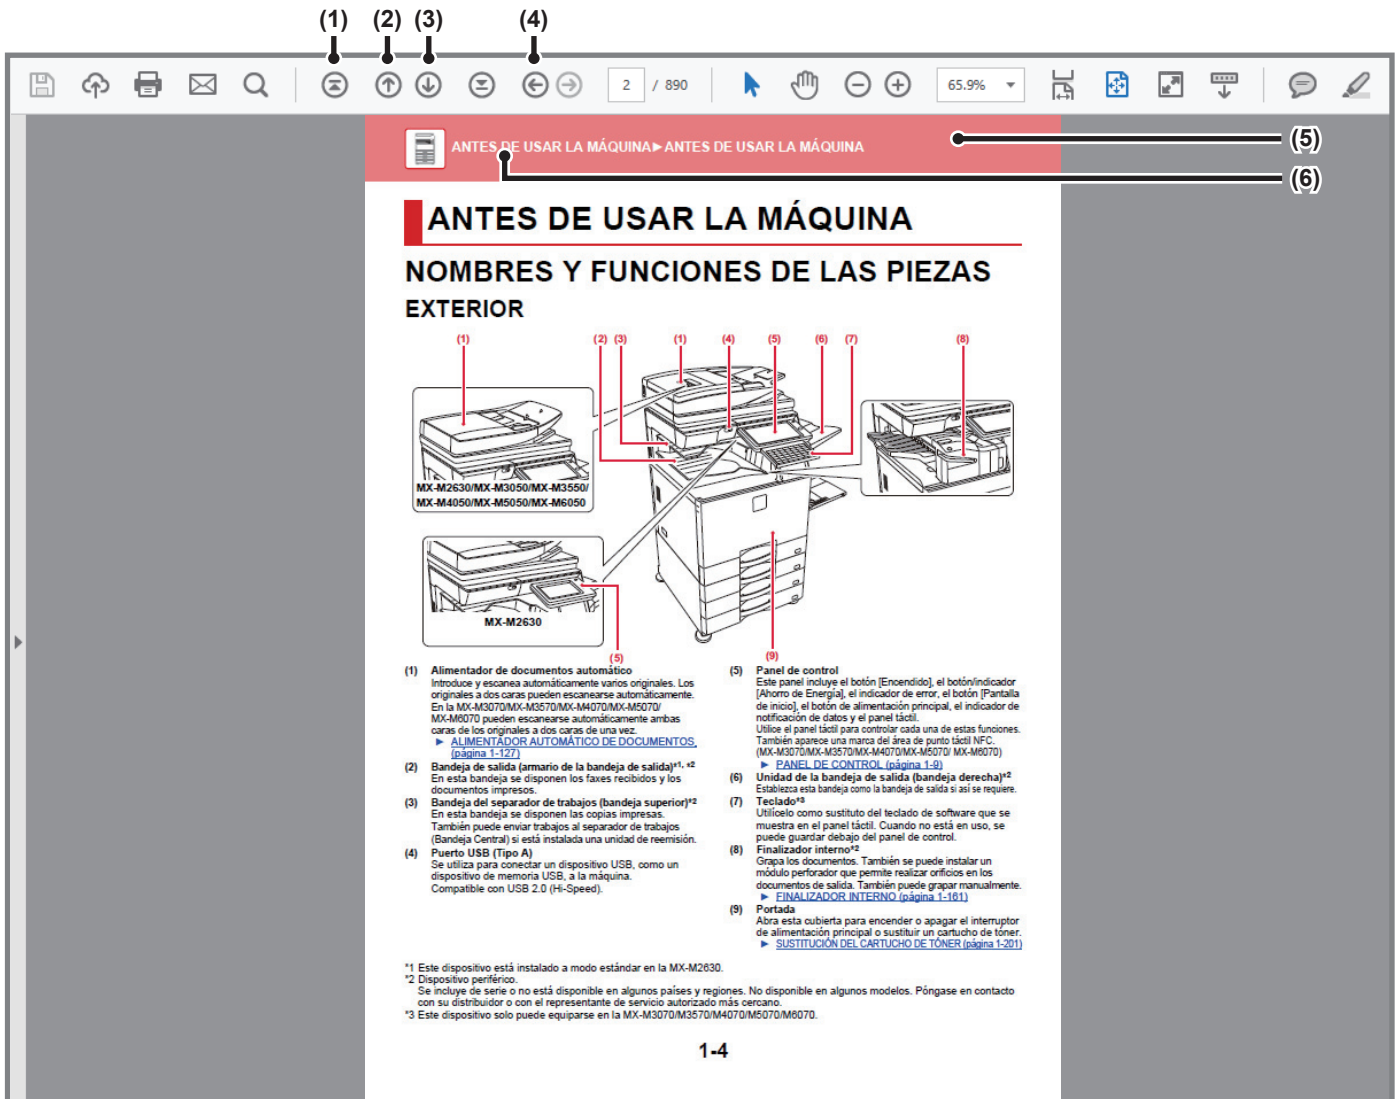 (1) (2) (3) (4)
2 / 890 65.9%
ANTES DE USAR LA MÁQUINA►ANTES DE USAR LA MÁQUINA
(5)
(6)
ANTES DE USAR LA MÁQUINA
NOMBRES Y FUNCIONES DE LAS PIEZAS
EXTERIOR
(1) (2) (3) (1) (4) (5) (6) (7) (8)
MX-M2630/MX-M3050/MX-M3550/
MX-M4050/MX-M5050/MX-M6050
MX-M2630
(5) (9)
(1) Alimentador de documentos automático
Introduce y escanea automáticamente varios originales. Los
originales a dos caras pueden escanearse automáticamente.
En la MX-M3070/MX-M3570/MX-M4070/MX-M5070/
MX-M6070 pueden escanearse automáticamente ambas
caras de los originales a dos caras de una vez.
► ALIMENTADOR AUTOMÁTICO DE DOCUMENTOS,
(página 1-127)
(2) Bandeja de salida (armario de la bandeja de salida)*1, *2
En esta bandeja se disponen los faxes recibidos y los
documentos impresos.
(3) Bandeja del separador de trabajos (bandeja superior)*2
En esta bandeja se disponen las copias impresas.
También puede enviar trabajos al separador de trabajos
(Bandeja Central) si está instalada una unidad de reemisión.
(4) Puerto USB (Tipo A)
Se utiliza para conectar un dispositivo USB, como un
dispositivo de memoria USB, a la máquina.
Compatible con USB 2.0 (Hi-Speed).
(5) Panel de control
Este panel incluye el botón [Encendido], el botón/indicador
[Ahorro de Energía], el indicador de error, el botón [Pantalla
de inicio], el botón de alimentación principal, el indicador de
notificación de datos y el panel táctil.
Utilice el panel táctil para controlar cada una de estas funciones.
También aparece una marca del área de punto táctil NFC.
(MX-M3070/MX-M3570/MX-M4070/MX-M5070/ MX-M6070)
► PANEL DE CONTROL (página 1-9)
(6) Unidad de la bandeja de salida (bandeja derecha)*2
Establezca esta bandeja como la bandeja de salida si así se requiere.
(7) Teclado*3
Utilícelo como sustituto del teclado de software que se
muestra en el panel táctil. Cuando no está en uso, se
puede guardar debajo del panel de control.
(8) Finalizador interno*2
Grapa los documentos. También se puede instalar un
módulo perforador que permite realizar orificios en los
documentos de salida. También puede grapar manualmente.
► FINALIZADOR INTERNO (página 1-161)
(9) Portada
Abra esta cubierta para encender o apagar el interruptor
de alimentación principal o sustituir un cartucho de tóner.
► SUSTITUCIÓN DEL CARTUCHO DE TÓNER (página 1-201)
*1 Este dispositivo está instalado a modo estándar en la MX-M2630.
*2 Dispositivo periférico.
Se incluye de serie o no está disponible en algunos países y regiones. No disponible en algunos modelos. Póngase en contacto
con su distribuidor o con el representante de servicio autorizado más cercano.
*3 Este dispositivo solo puede equiparse en la MX-M3070/M3570/M4070/M5070/M6070.
1-4